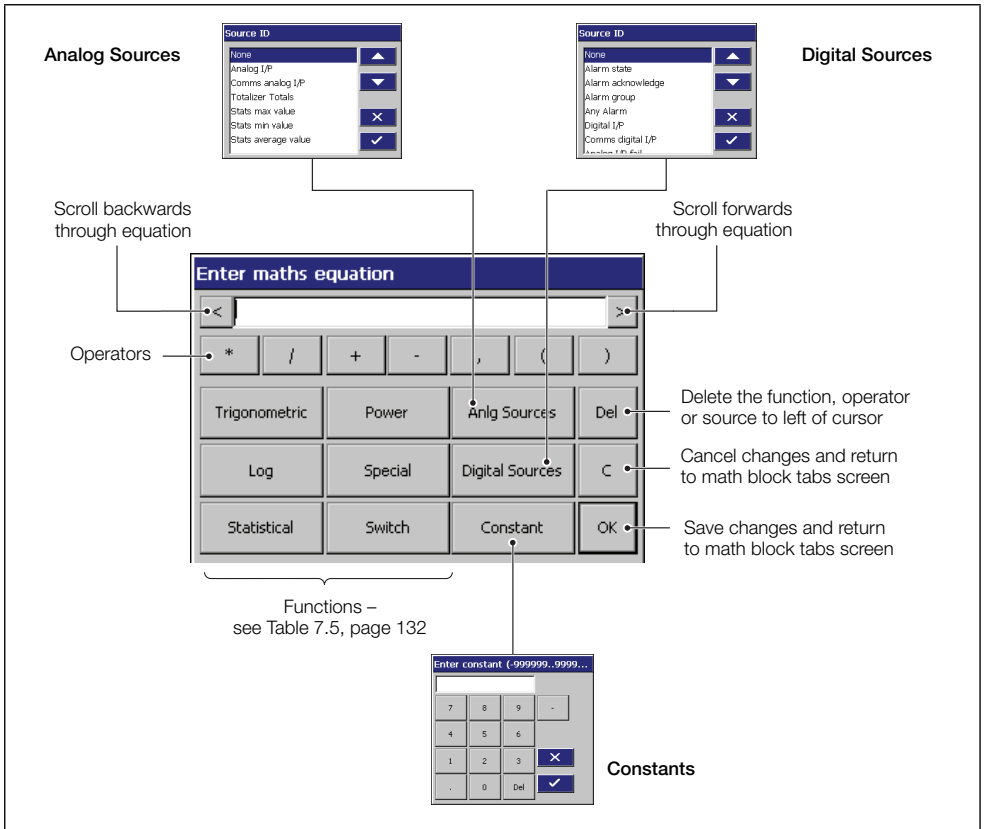 Analog Sources
Source ID
None
Analog I/P
Comms analog I/P
Totalizer Totals
Stats max value
Stats min value
Stats average value
Source ID
None
Alarm state
Alarm acknowledge
Alarm group
Any Alarm
Digital I/P
Comms digital I/P
Analog I/P fail
Digital Sources
Scroll backwards
through equation
Scroll forwards
through equation
Enter maths equation
< >
Operators
* / + - , ( )
Trigonometric Power Anlg Sources Del
Delete the function, operator
or source to left of cursor
Log Special Digital Sources C
Cancel changes and return
to math block tabs screen
Statistical Switch Constant OK
Save changes and return
to math block tabs screen
Functions –
see Table 7.5, page 132
Enter constant (-999999..9999...
7 8 9 -
4 5 6
1 2 3
. 0 Del
Constants